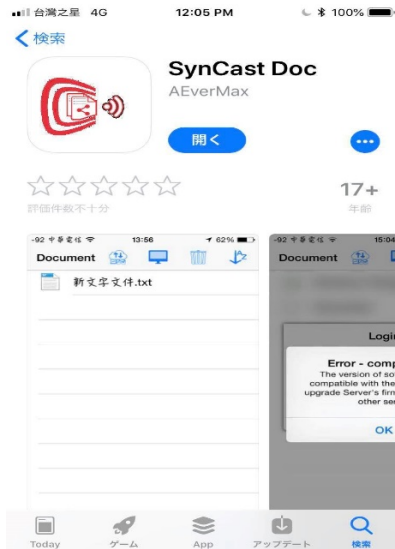 台灣之星 4G 12:05 PM 100%
検索
SynCast Doc
AEverMax
開く
17+
評価件数不十分
年齢
-92 中華電信 13:56 62%
Document
新文字文件.txt
-92 中華電信 15:04
Document
Login
Error - comp
The version of so
compatible with the
upgrade Server's firm
other se
OK
Today ゲーム App アップデート 検索